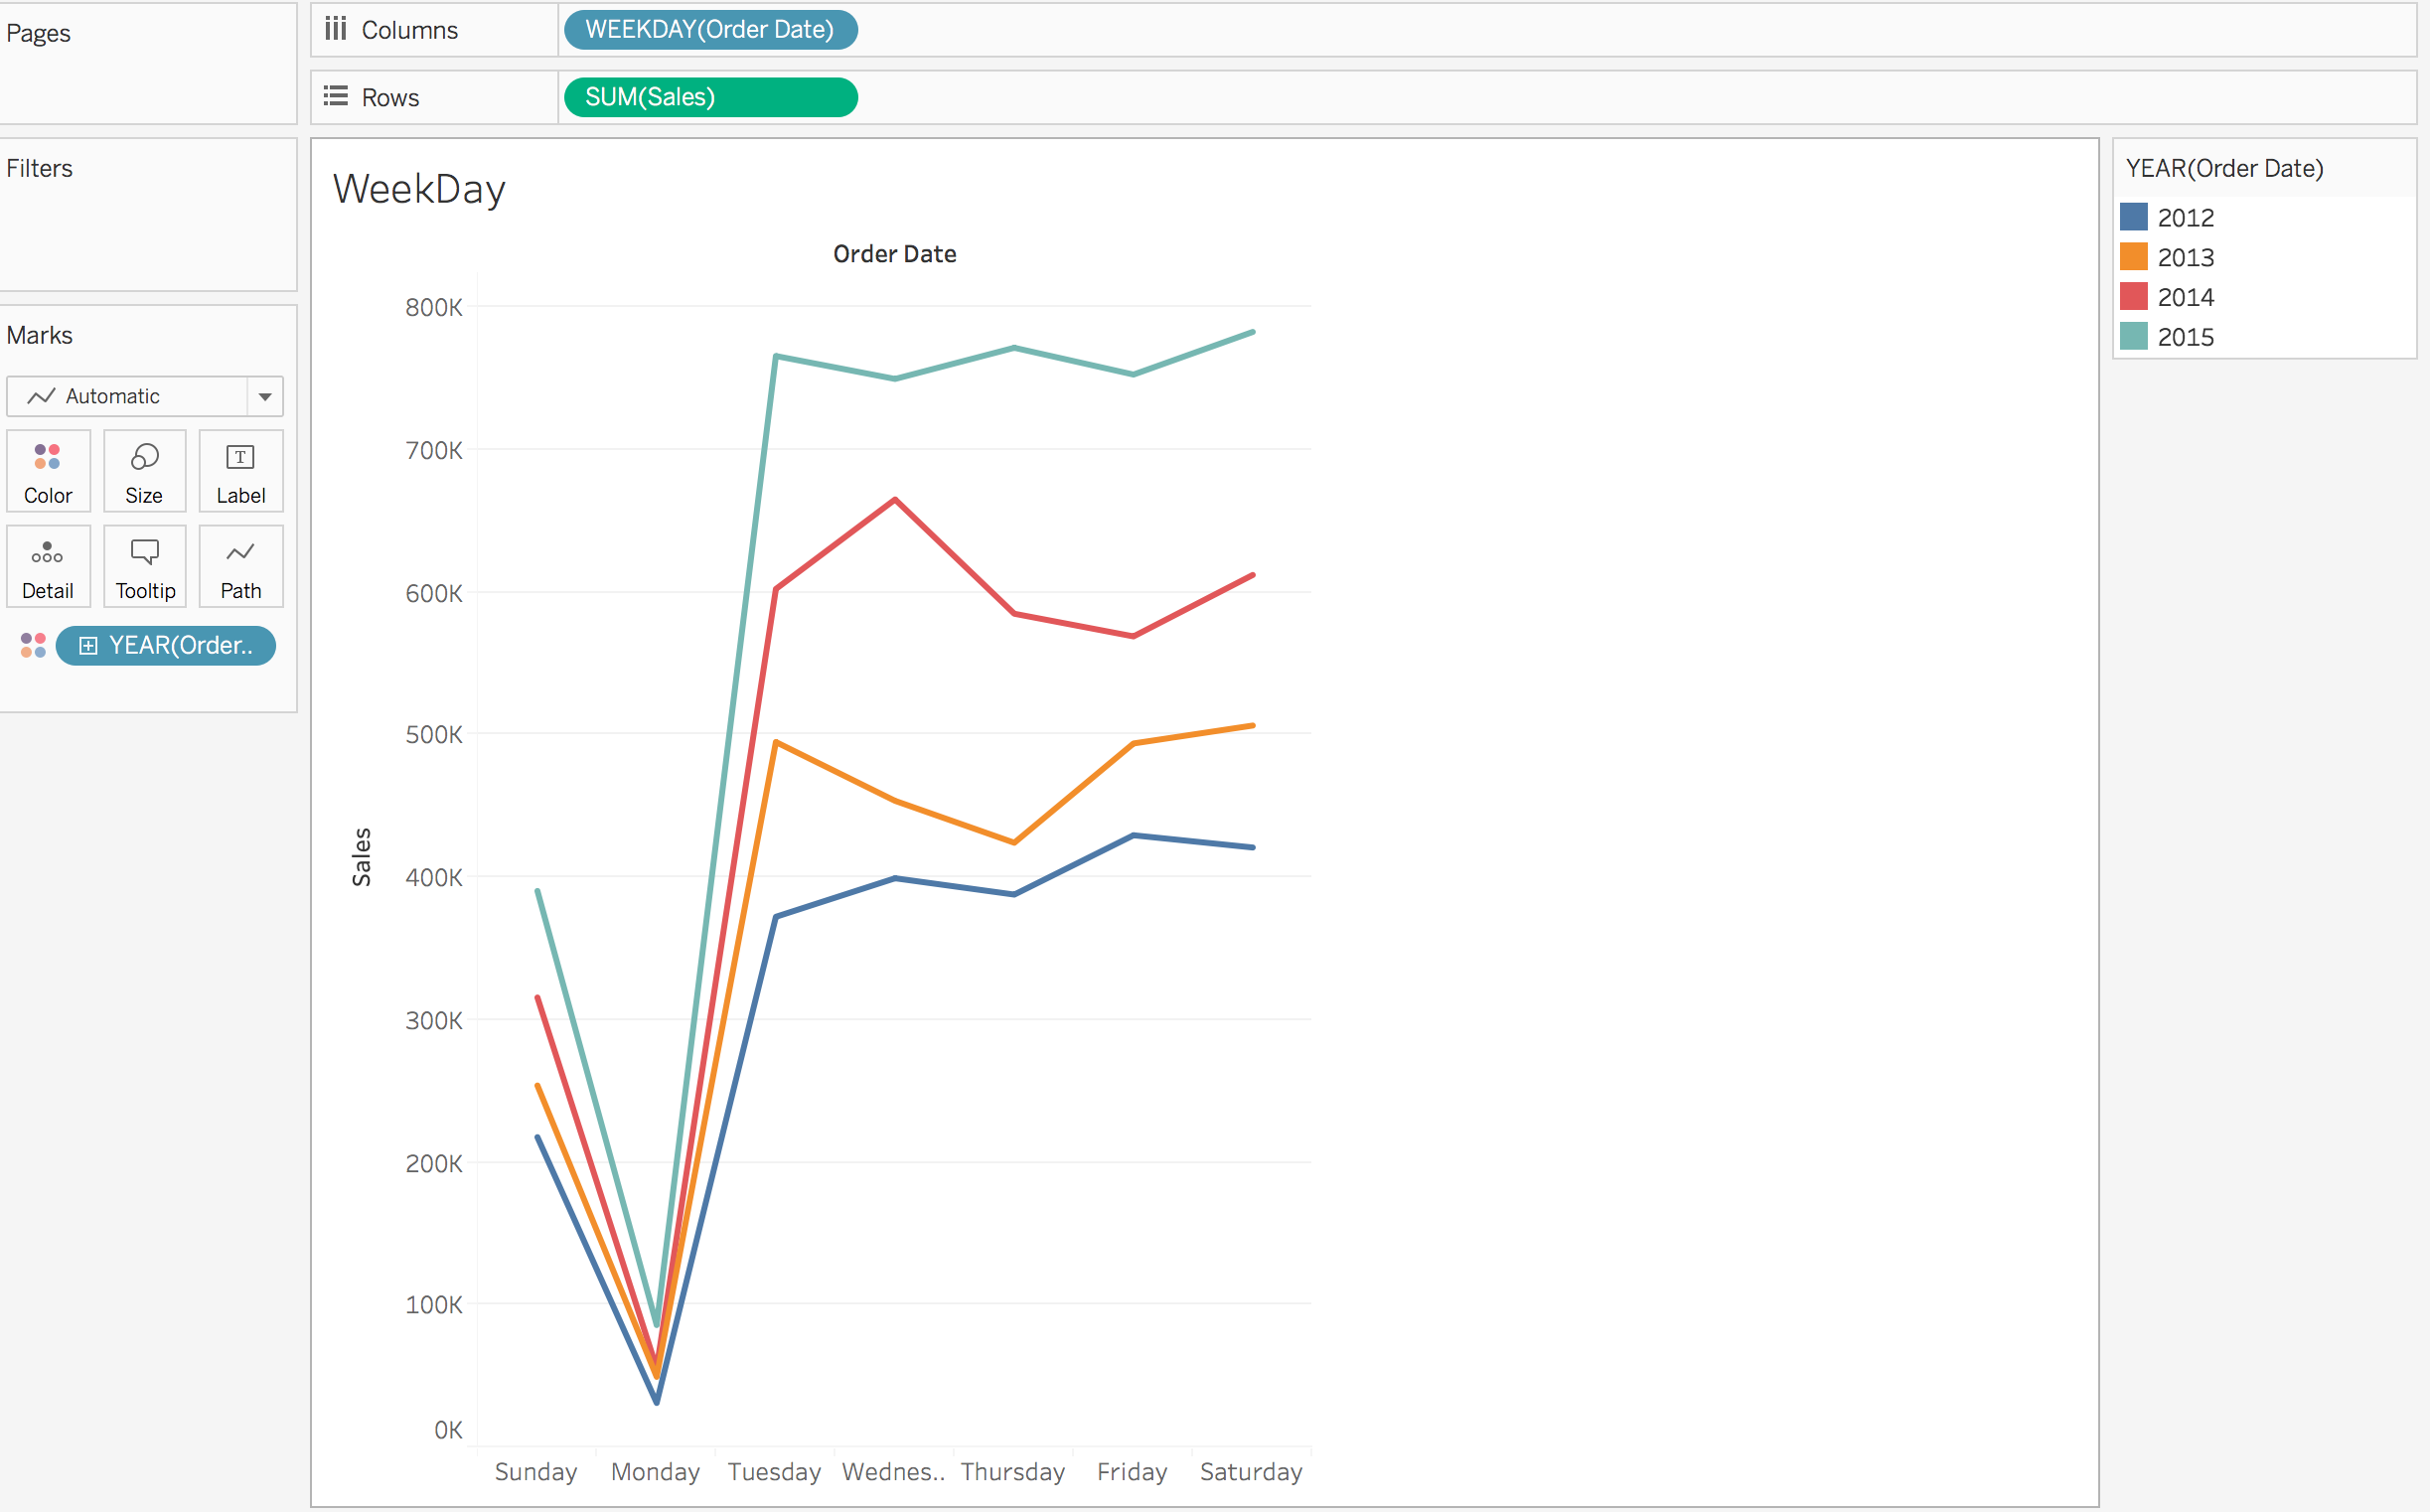 Pages
Columns
WEEKDAY(Order Date)
Rows
SUM(Sales)
Filters
Marks
Automatic
Color
Size
T
Label
Detail
Tooltip
Path
YEAR(Order..
WeekDay
Order Date
800K
700K
600K
500K
400K
300K
200K
100K
0K
Sales
Sunday
Monday
Tuesday
Wednes..
Thursday
Friday
Saturday
YEAR(Order Date)
2012
2013
2014
2015